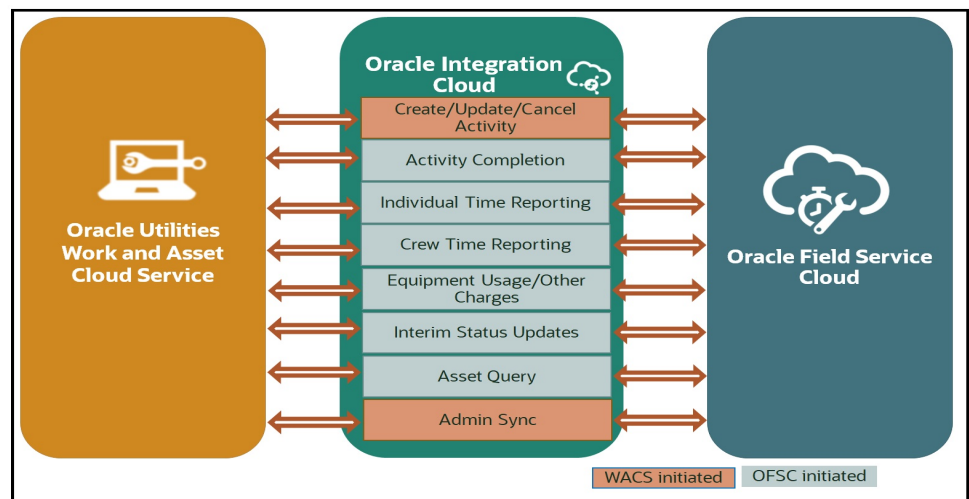 Oracle Utilities
Work and Asset
Cloud Service
Oracle Integration
Cloud
Create/Update/Cancel
Activity
Activity Completion
Individual Time Reporting
Crew Time Reporting
Equipment Usage/Other
Charges
Interim Status Updates
Asset Query
Admin Sync
Oracle Field Service
Cloud
WACS initiated
OFSC initiated